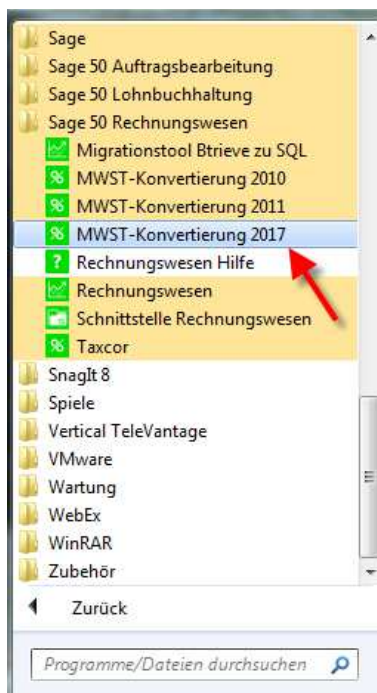 Sage
Sage 50 Auftragsbearbeitung
Sage 50 Lohnbuchhaltung
Sage 50 Rechnungswesen
Migrationstool Btrieve zu SQL
MWST-Konvertierung 2010
MWST-Konvertierung 2011
MWST-Konvertierung 2017
Rechnungswesen Hilfe
Rechnungswesen
Schnittstelle Rechnungswesen
Taxcor
SnagIt 8
Spiele
Vertical TeleVantage
VMware
Wartung
WebEx
WinRAR
Zubehör
Zurück
Programme/Dateien durchsuchen